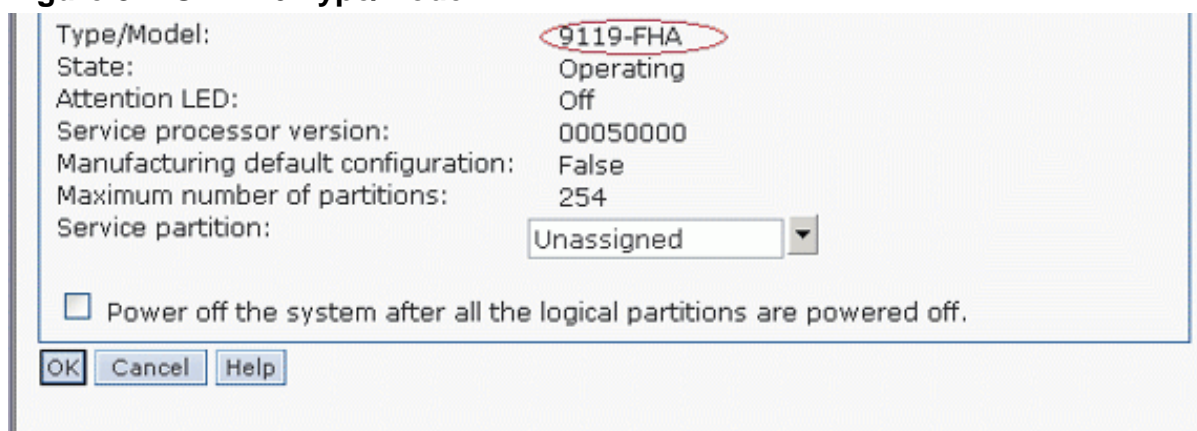 Type/Model: 9119-FHA
State: Operating
Attention LED: Off
Service processor version: 00050000
Manufacturing default configuration: False
Maximum number of partitions: 254
Service partition: Unassigned
Power off the system after all the logical partitions are powered off.
OK Cancel Help